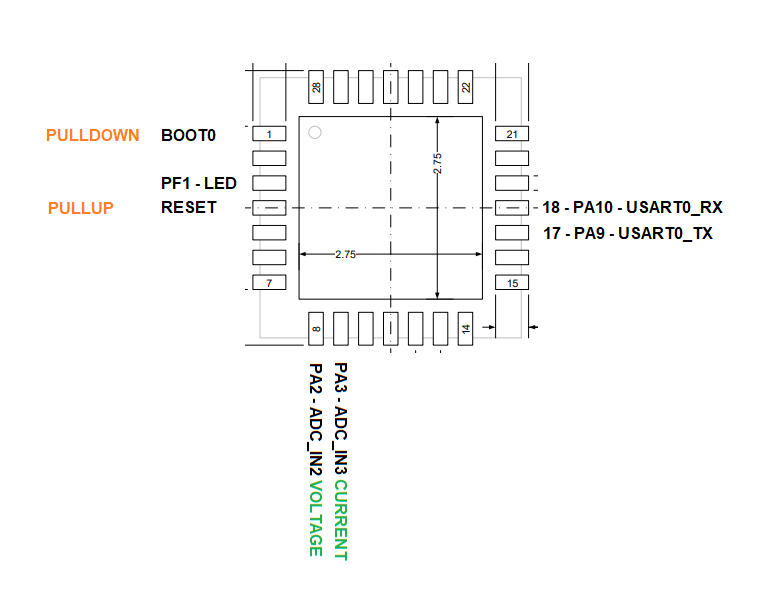 28 22
PULLDOWN BOOT0 1 21
2.75
PF1 - LED
PULLUP RESET 18 - PA10 - USART0_RX
17 - PA9 - USART0_TX
2.75
7 15
8 14
PA2 - ADC_IN2 VOLTAGE
PA3 - ADC_IN3 CURRENT